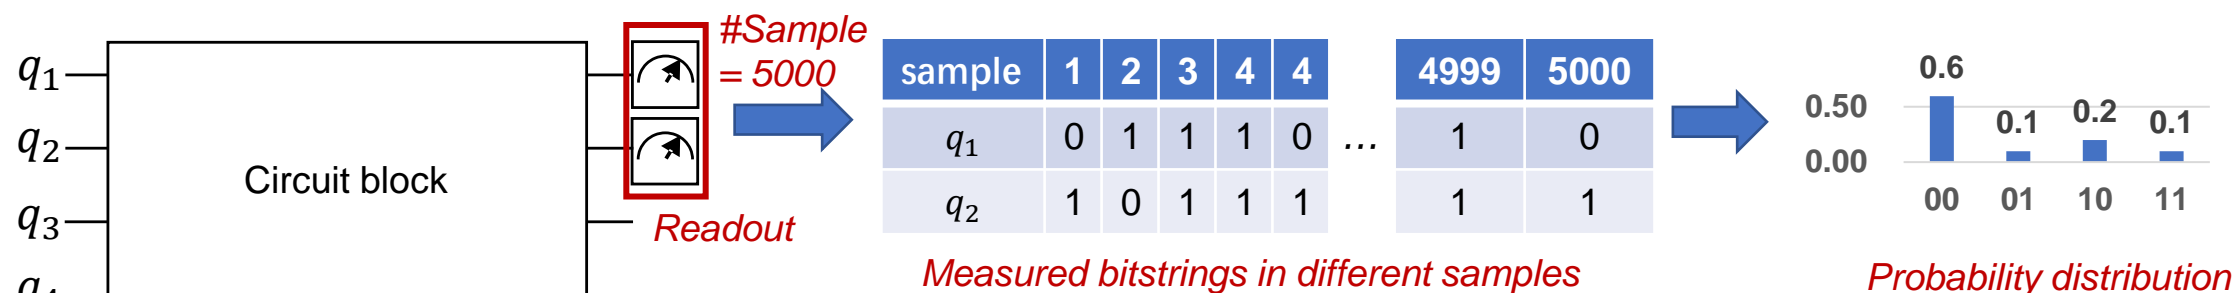 q1
q2
q3
Circuit block
#Sample
= 5000
Readout
sample 1 2 3 4 4 4999 5000
q1 0 1 1 1 0 ... 1 0
q2 1 0 1 1 1 1 1
Measured bitstrings in different samples
0.50
0.00
0.6 0.1 0.2 0.1
00 01 10 11
Probability distribution